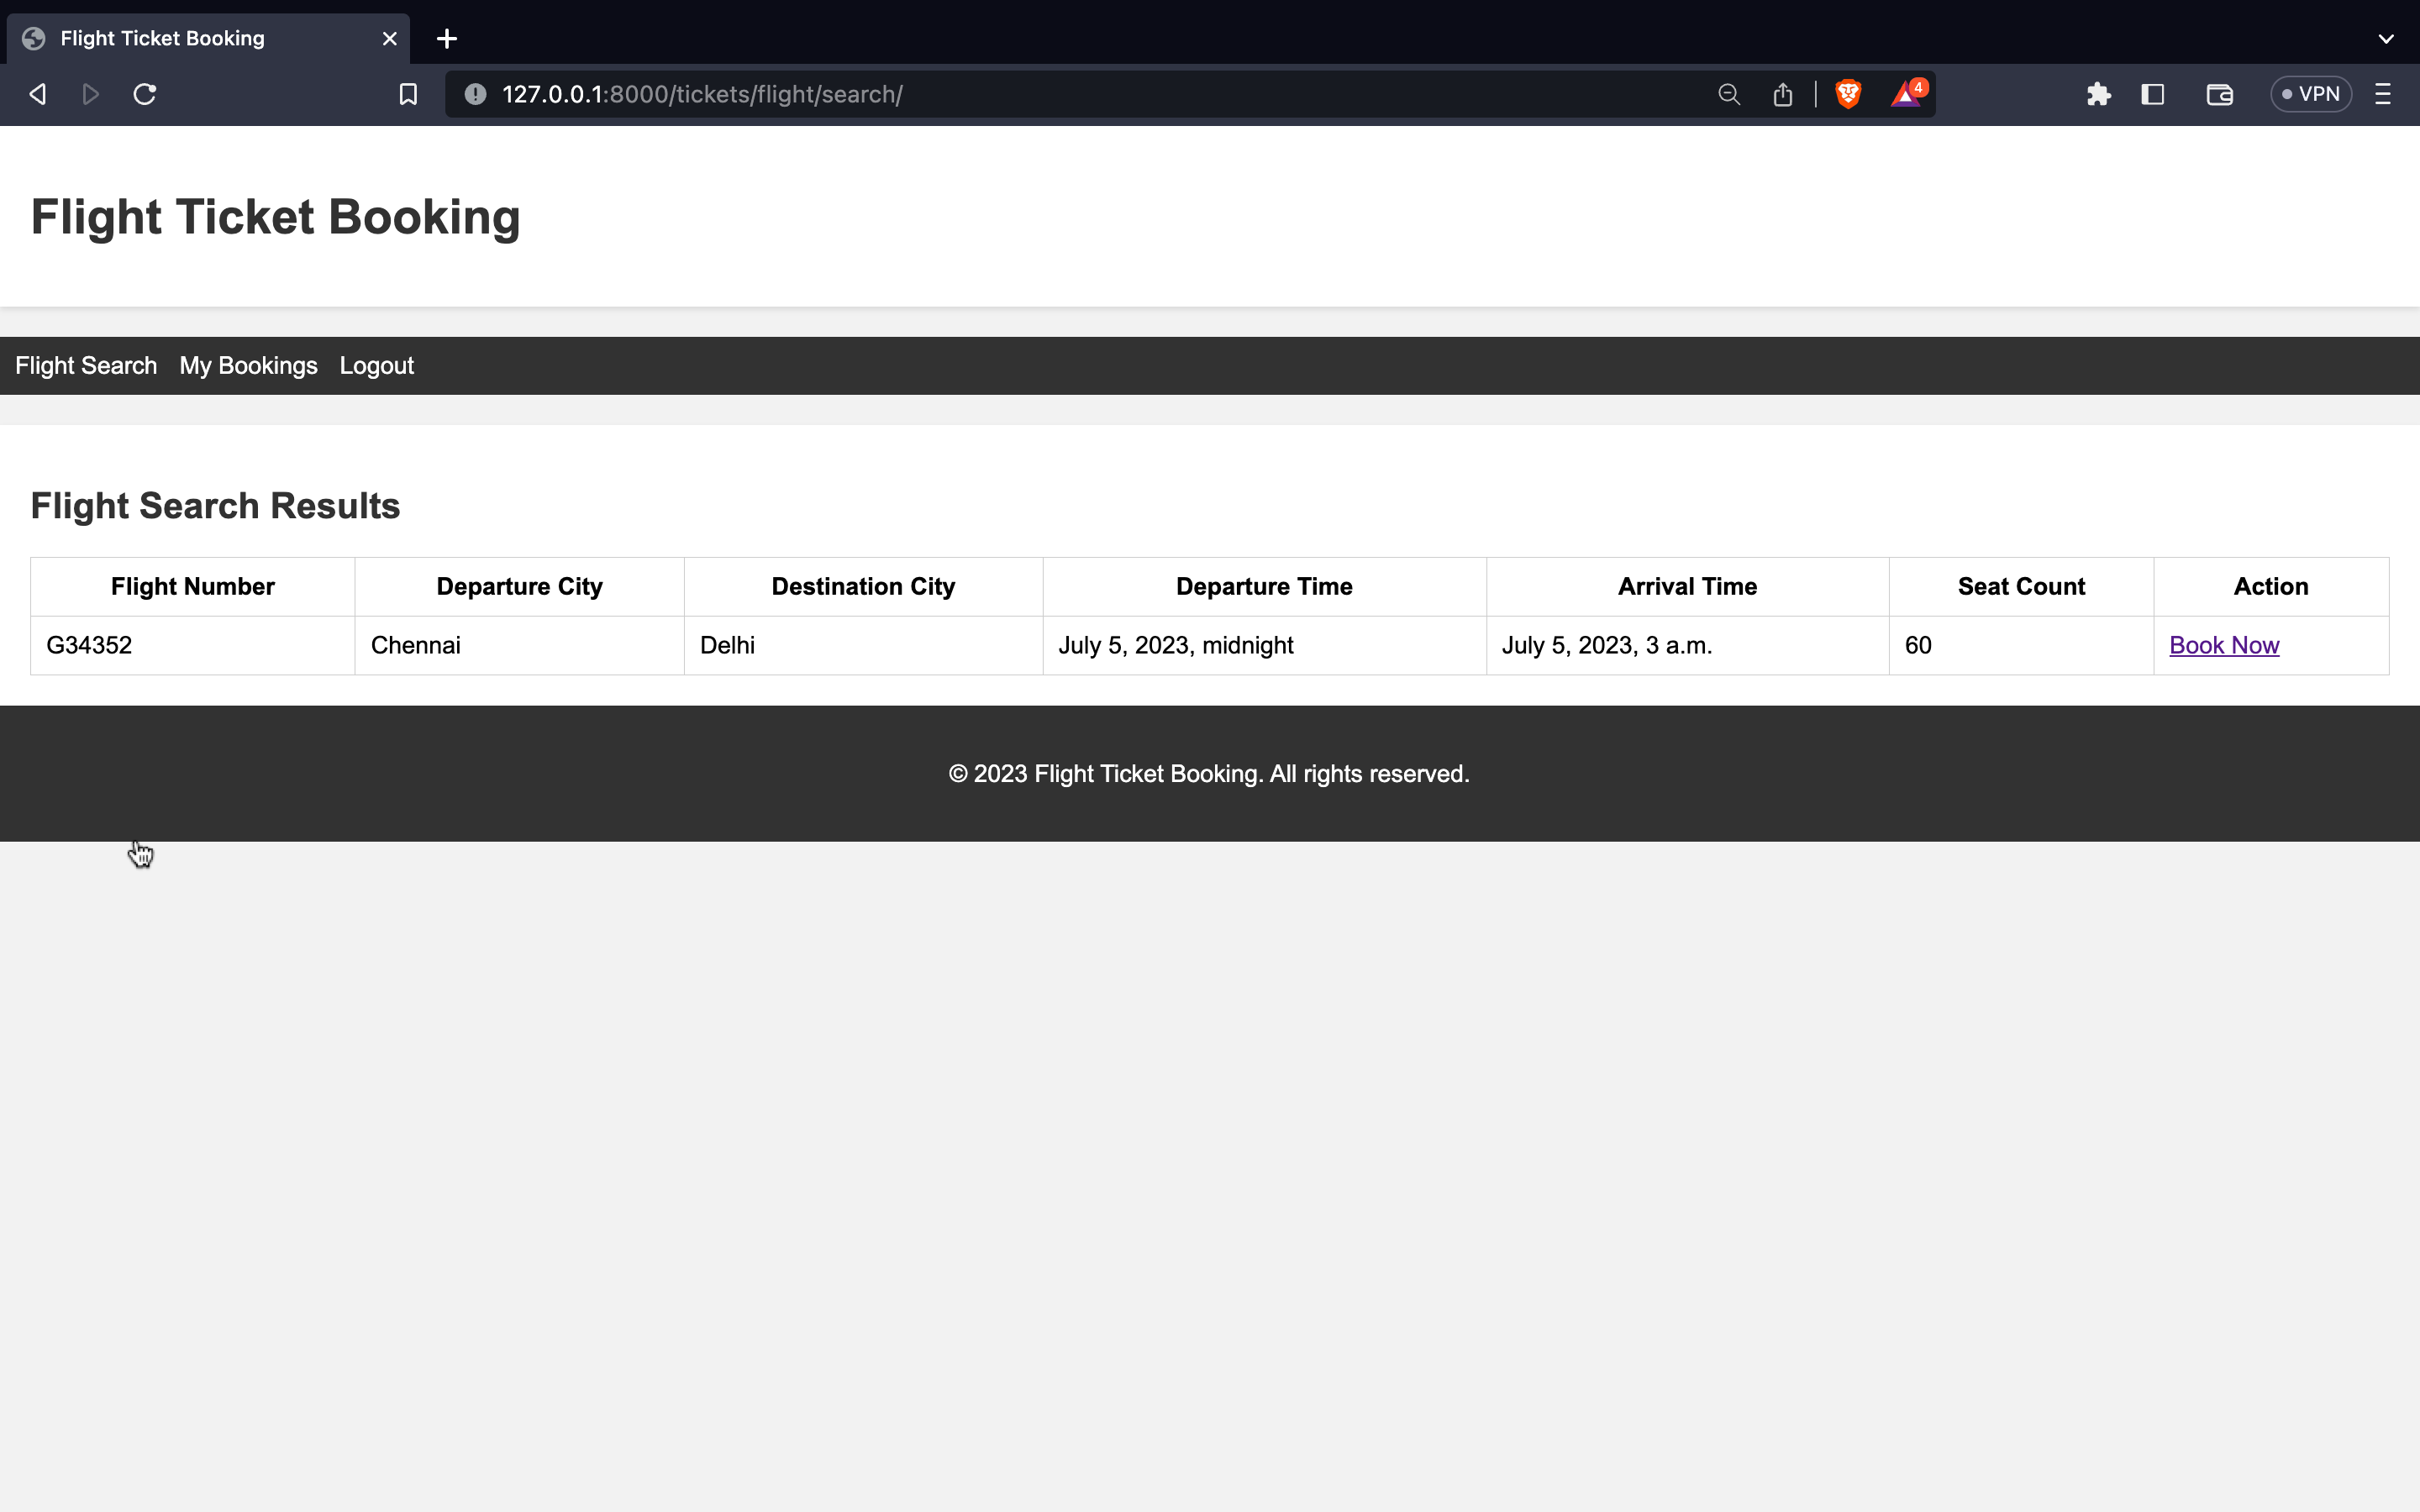 Flight Ticket Booking
127.0.0.1:8000/tickets/flight/search/
4
VPN
Flight Ticket Booking
Flight Search My Bookings Logout
Flight Search Results
Flight Number Departure City Destination City Departure Time Arrival Time Seat Count Action
G34352 Chennai Delhi July 5, 2023, midnight July 5, 2023, 3 a.m. 60 Book Now
© 2023 Flight Ticket Booking. All rights reserved.